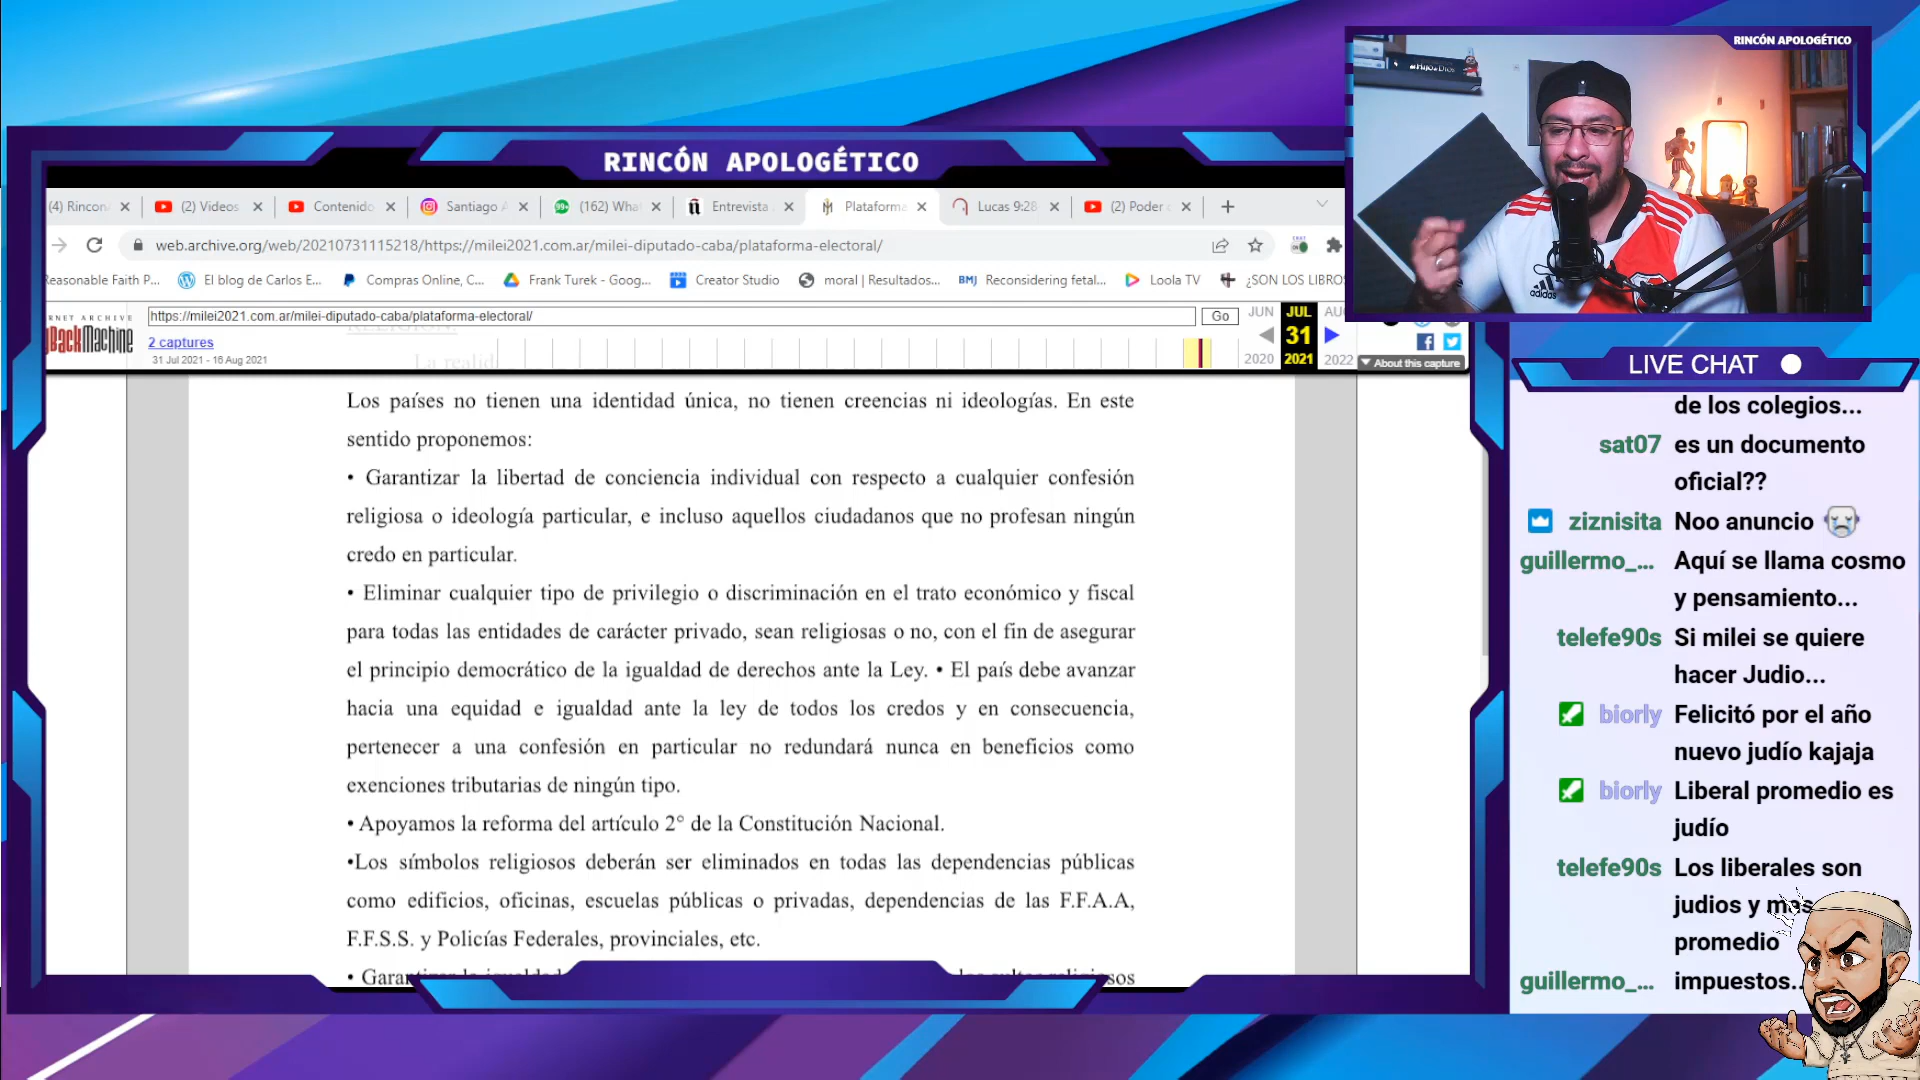 RINCÓN APOLOGÉTICO
RINCÓN APOLOGÉTICO
(4) Rincon
(2) Videos
Contenido
Santiago
(162) Wha
Entrevista
Plataforma
Lucas 9:28
(2) Poder
web.archive.org/web/20210731115218/https://milei2021.com.ar/milei-diputado-caba/plataforma-electoral/
Reasonable Faith P...
El blog de Carlos E...
Compras Online, C...
Frank Turek - Goog...
Creator Studio
moral | Resultados...
BMJ Reconsidering fetal...
Loola TV
¿SON LOS LIBRO
https://milei2021.com.ar/milei-diputado-caba/plataforma-electoral/
Go
JUN JUL AUG
31
2020 2021 2022
2 captures
31 Jul 2021 - 16 Aug 2021
About this capture
RELIGIÓN:
La realid
Los países no tienen una identidad única, no tienen creencias ni ideologías. En este
sentido proponemos:
• Garantizar la libertad de conciencia individual con respecto a cualquier confesión
religiosa o ideología particular, e incluso aquellos ciudadanos que no profesan ningún
credo en particular.
• Eliminar cualquier tipo de privilegio o discriminación en el trato económico y fiscal
para todas las entidades de carácter privado, sean religiosas o no, con el fin de asegurar
el principio democrático de la igualdad de derechos ante la Ley. • El país debe avanzar
hacia una equidad e igualdad ante la ley de todos los credos y en consecuencia,
pertenecer a una confesión en particular no redundará nunca en beneficios como
exenciones tributarias de ningún tipo.
• Apoyamos la reforma del artículo 2° de la Constitución Nacional.
•Los símbolos religiosos deberán ser eliminados en todas las dependencias públicas
como edificios, oficinas, escuelas públicas o privadas, dependencias de las F.F.A.A,
F.F.S.S. y Policías Federales, provinciales, etc.
LIVE CHAT
de los colegios...
sat07 es un documento
oficial??
ziznisita Noo anuncio
guillermo_... Aquí se llama cosmo
y pensamiento...
telefe90s Si milei se quiere
hacer Judio...
biorly Felicitó por el año
nuevo judío kajaja
biorly Liberal promedio es
judío
telefe90s Los liberales son
judios y mas
promedio
guillermo_... impuestos..
adidas